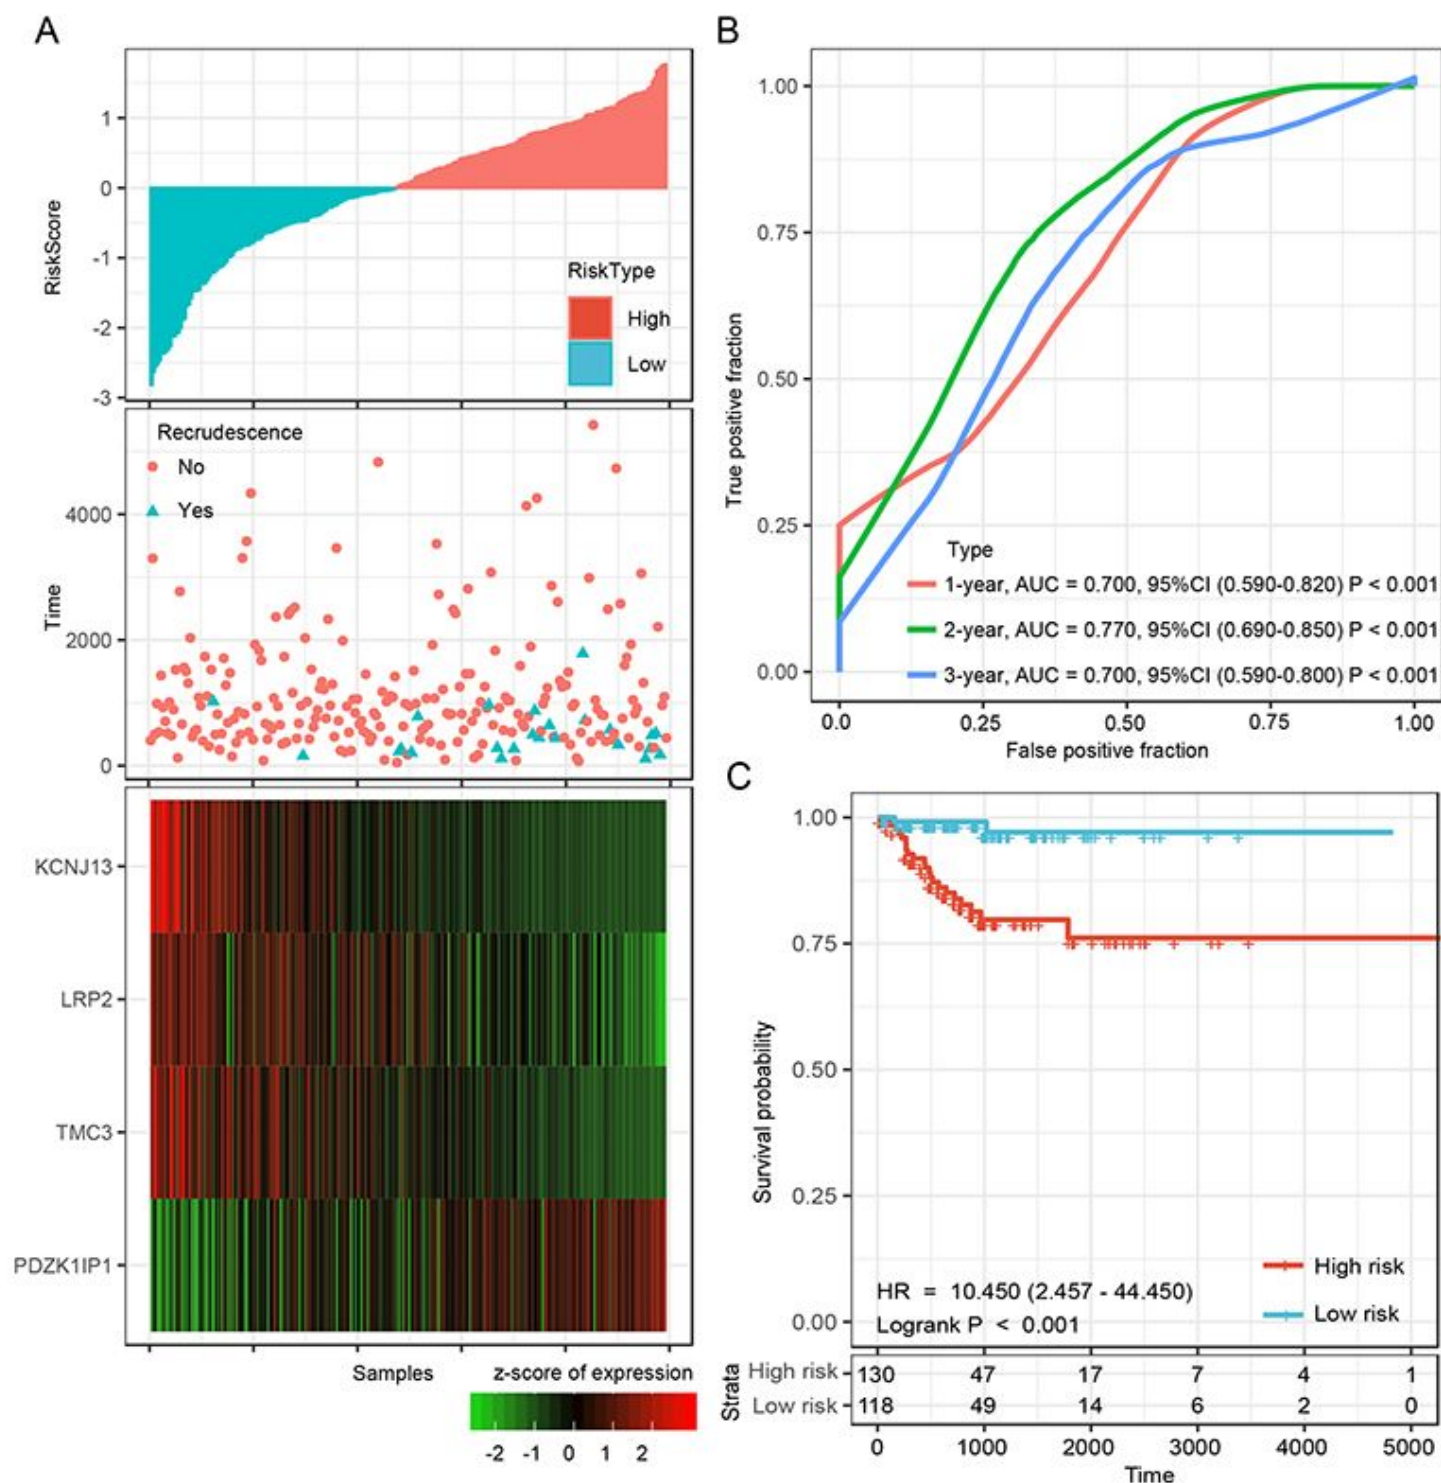 A
1
0
-1
-2
-3
RiskScore
RiskType
High
Low
Recrudescence
No
Yes
4000
2000
0
Time
KCNJ13
LRP2
TMC3
PDZK1IP1
Samples
z-score of expression
-2 -1 0 1 2
B
1.00
0.75
0.50
0.25
0.00
True positive fraction
Type
1-year, AUC = 0.700, 95%CI (0.590-0.820) P < 0.001
2-year, AUC = 0.770, 95%CI (0.690-0.850) P < 0.001
3-year, AUC = 0.700, 95%CI (0.590-0.800) P < 0.001
0.0 0.25 0.50 0.75 1.00
False positive fraction
C
1.00
0.75
0.50
0.25
0.00
Survival probability
High risk
Low risk
HR = 10.450 (2.457 - 44.450)
Logrank P < 0.001
Strata
High risk 130 47 17 7 4 1
Low risk 118 49 14 6 2 0
0 1000 2000 3000 4000 5000
Time